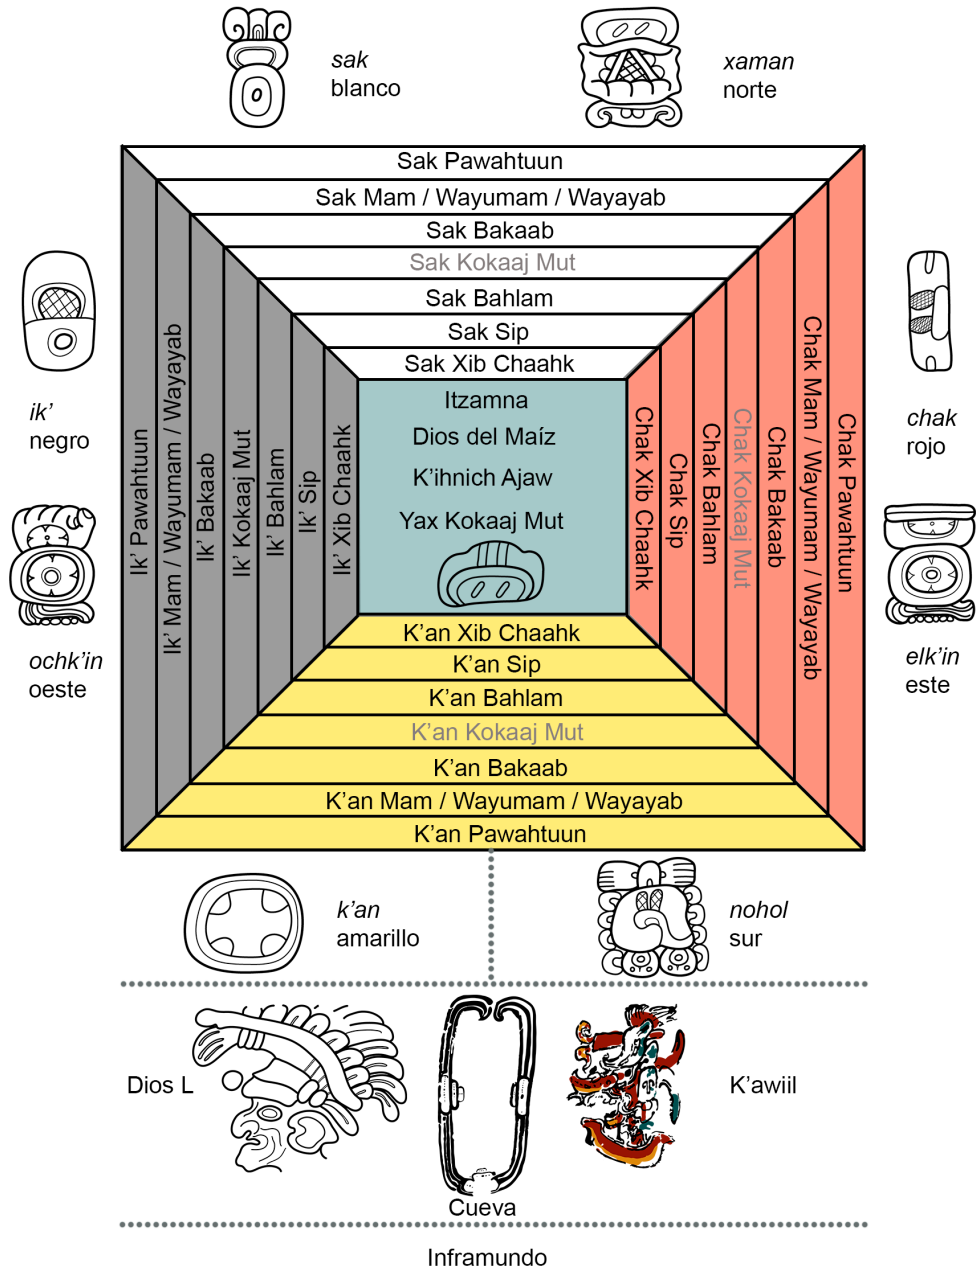 sak
blanco
xaman
norte
Sak Pawahtuun
Sak Mam / Wayumam / Wayayab
Sak Bakaab
Sak Kokaaj Mut
Sak Bahlam
Sak Sip
Sak Xib Chaahk
ik’
negro
ochk’in
oeste
Ik’ Pawahtuun
Ik’ Mam / Wayumam / Wayayab
Ik’ Bakaab
Ik’ Kokaaj Mut
Ik’ Bahlam
Ik’ Sip
Ik’ Xib Chaahk
Itzamna
Dios del Maíz
K’ihnich Ajaw
Yax Kokaaj Mut
Chak Xib Chaahk
Chak Sip
Chak Bahlam
Chak Kokaaj Mut
Chak Bakaab
Chak Mam / Wayumam / Wayayab
Chak Pawahtuun
chak
rojo
elk’in
este
K’an Xib Chaahk
K’an Sip
K’an Bahlam
K’an Kokaaj Mut
K’an Bakaab
K’an Mam / Wayumam / Wayayab
K’an Pawahtuun
k’an
amarillo
nohol
sur
Dios L
K’awiil
Cueva
Inframundo